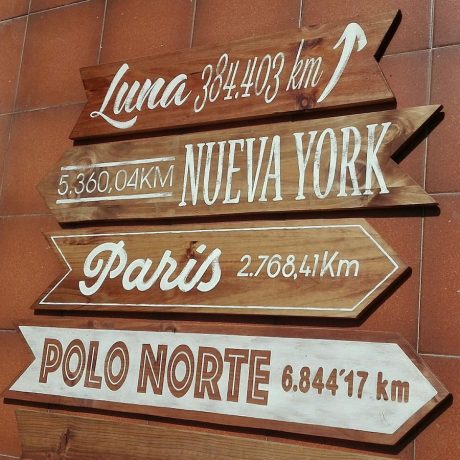 Luna 384.403 km
5.360,04KM NUEVA YORK
Paris 2.768,41Km
POLO NORTE 6.844'17 km